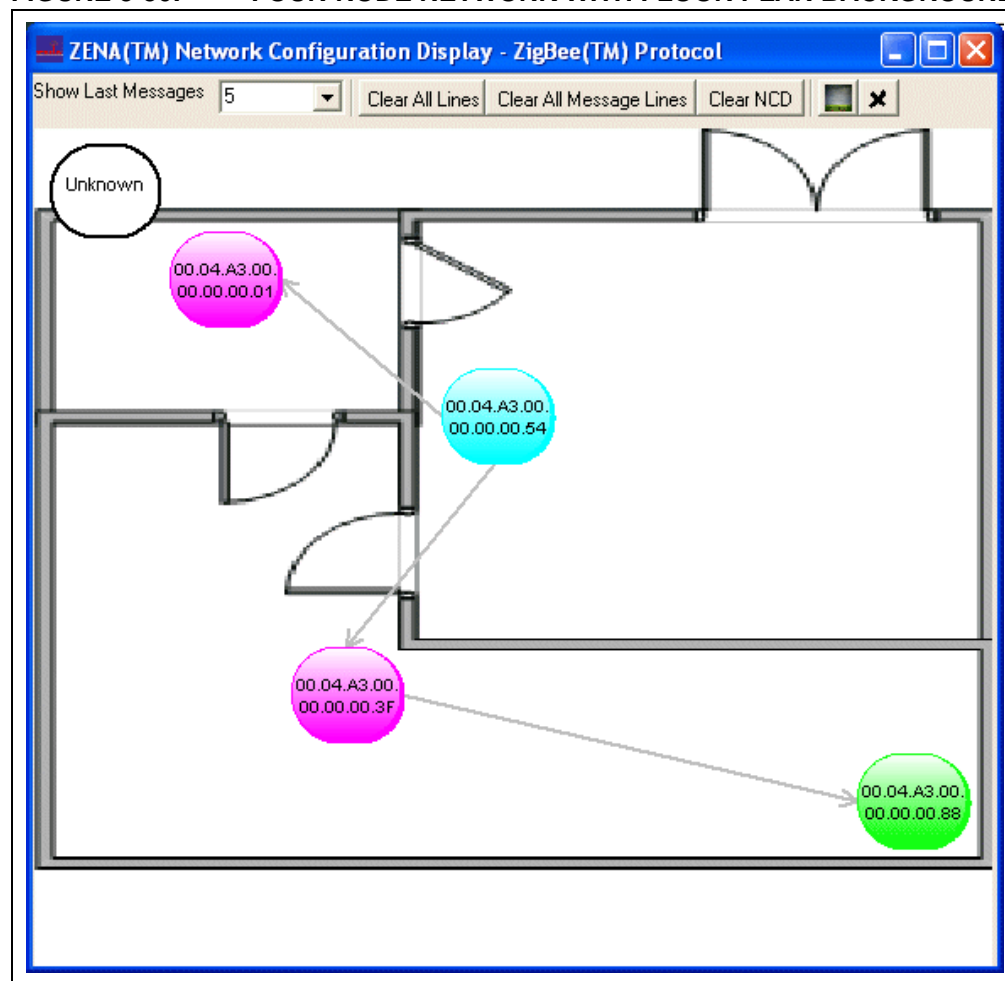 ZENA(TM) Network Configuration Display - ZigBee(TM) Protocol
Show Last Messages 5 Clear All Lines Clear All Message Lines Clear NCD
Unknown
00.04.A3.00.
00.00.00.01
00.04.A3.00.
00.00.00.54
00.04.A3.00.
00.00.00.3F
00.04.A3.00.
00.00.00.88